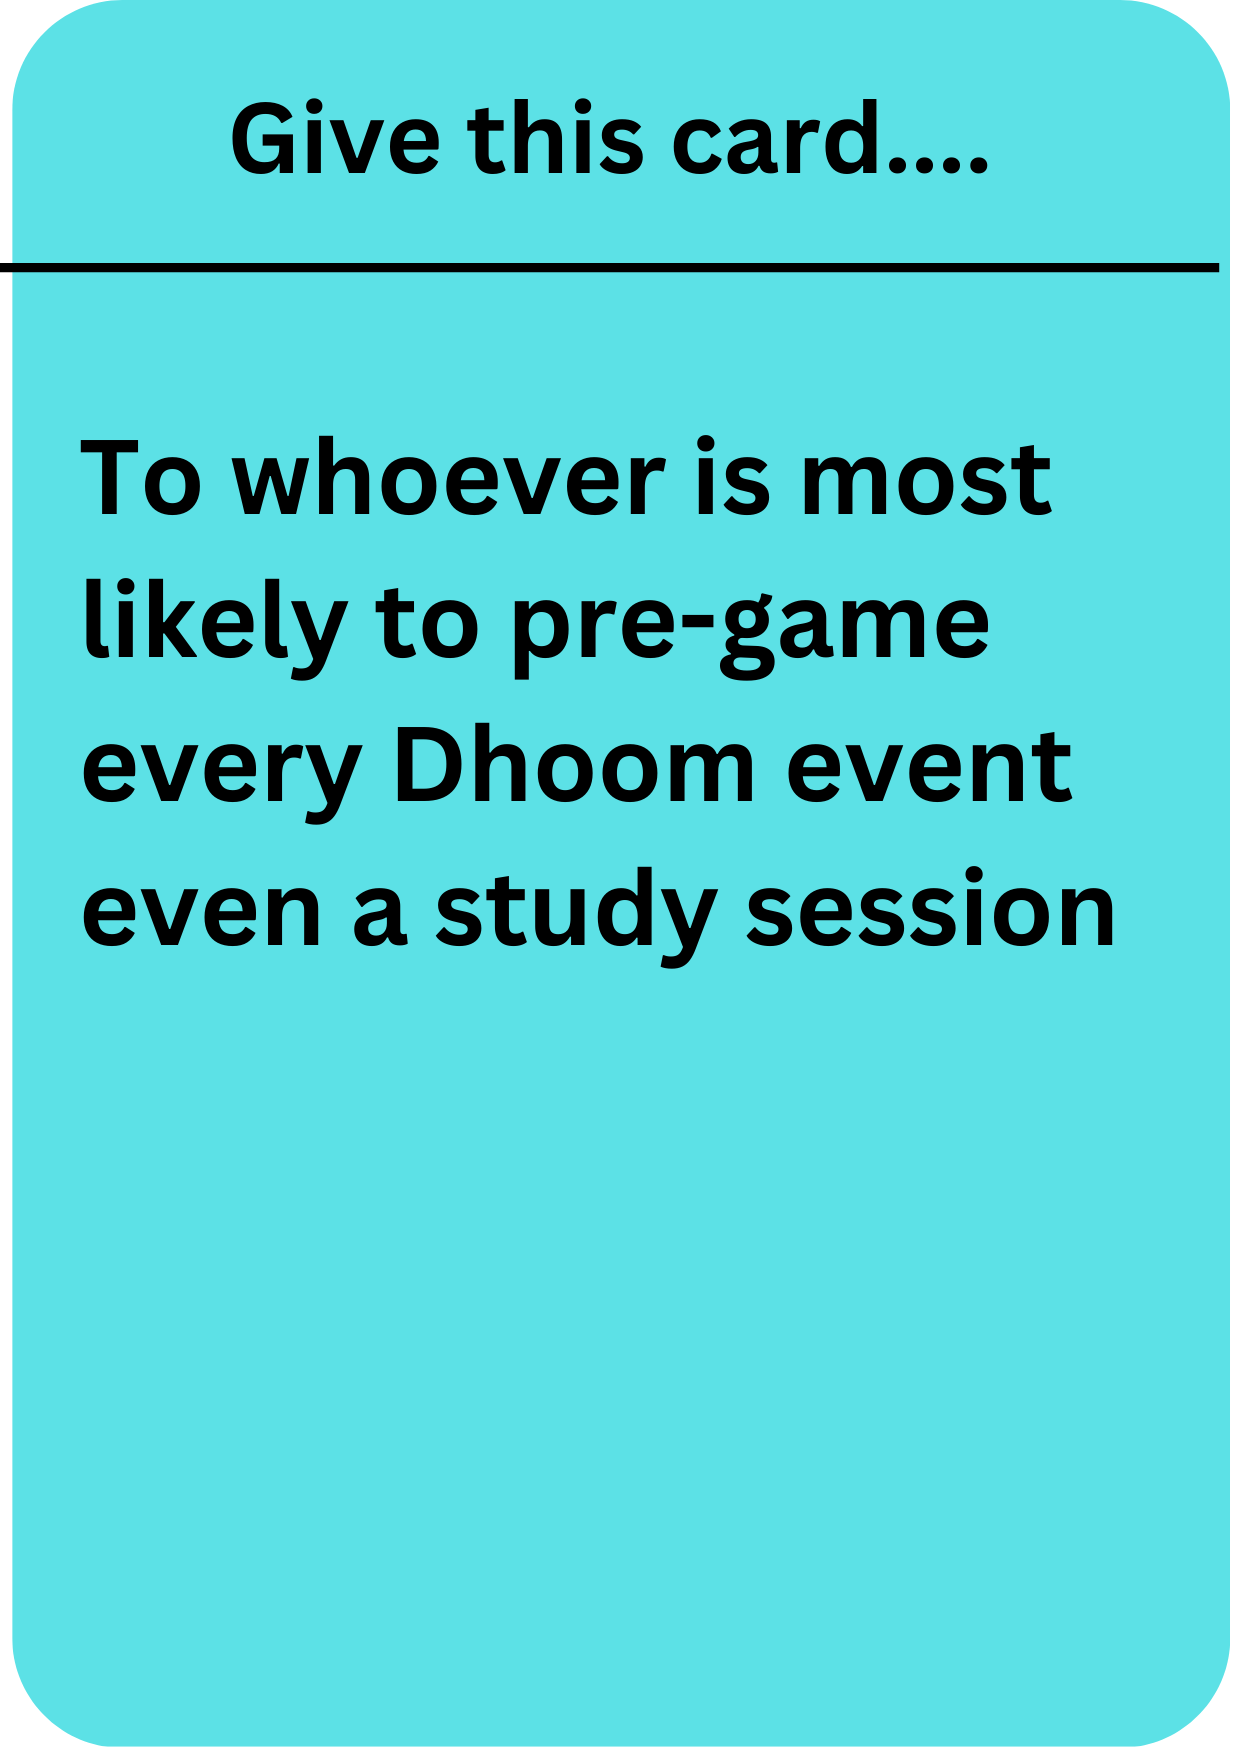 Give this card....
To whoever is most
likely to pre-game
every Dhoom event
even a study session